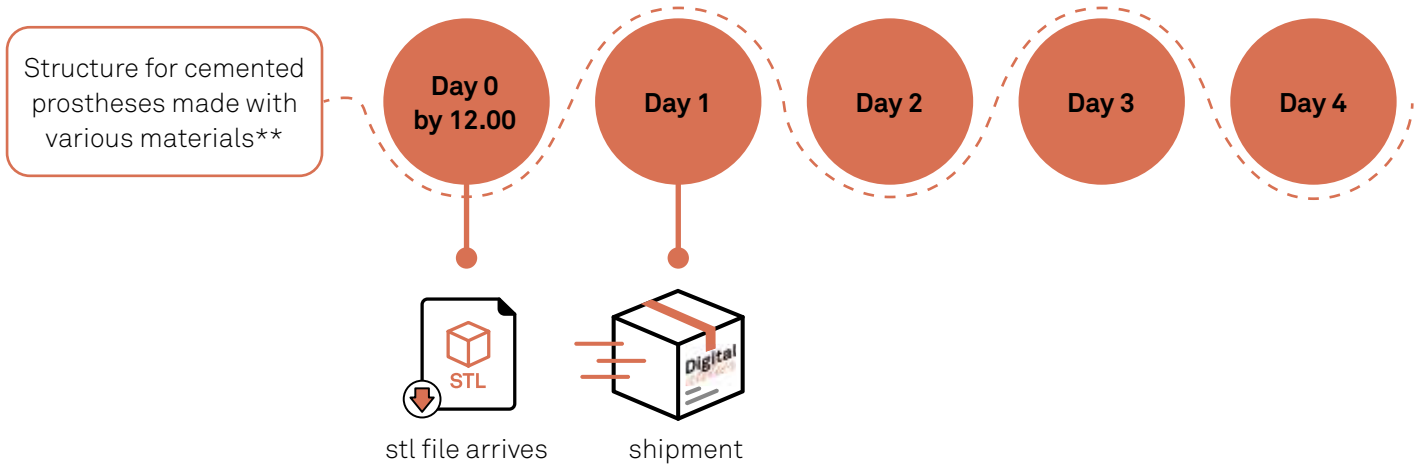 Structure for cemented
prostheses made with
various materials**
Day 0
by 12.00
Day 1
Day 2
Day 3
Day 4
STL
Digital
stl file arrives
shipment